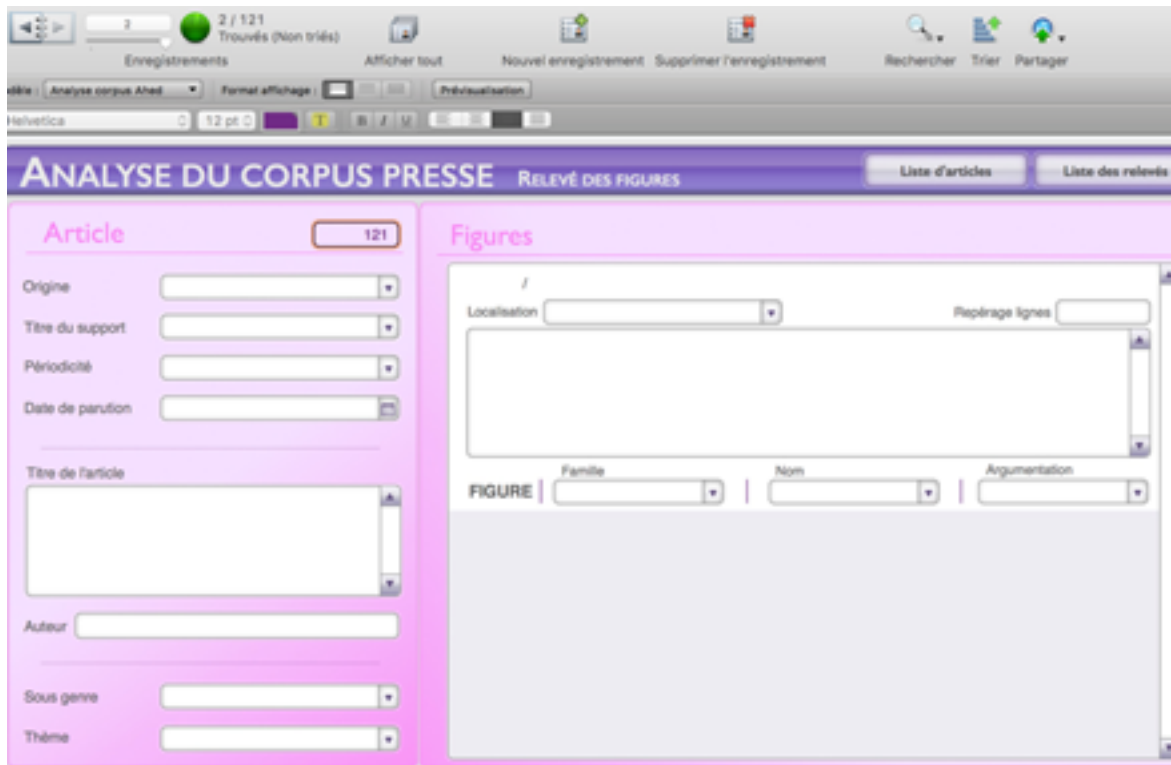 2
2 / 121
Trouvés (Non triés)
Enregistrements
Afficher tout
Nouvel enregistrement
Supprimer l'enregistrement
Rechercher
Trier
Partager
Analyse corpus Ahed
Format affichage :
Prévisualisation
Helvetica
12 pt
T
B I U
ANALYSE DU CORPUS PRESSE RELEVÉ DES FIGURES
Liste d'articles
Liste des relevés
Article
121
Origine
Titre du support
Périodicité
Date de parution
Titre de l'article
Auteur
Sous genre
Thème
Figures
/
Localisation
Repérage lignes
Famille
Nom
Argumentation
FIGURE